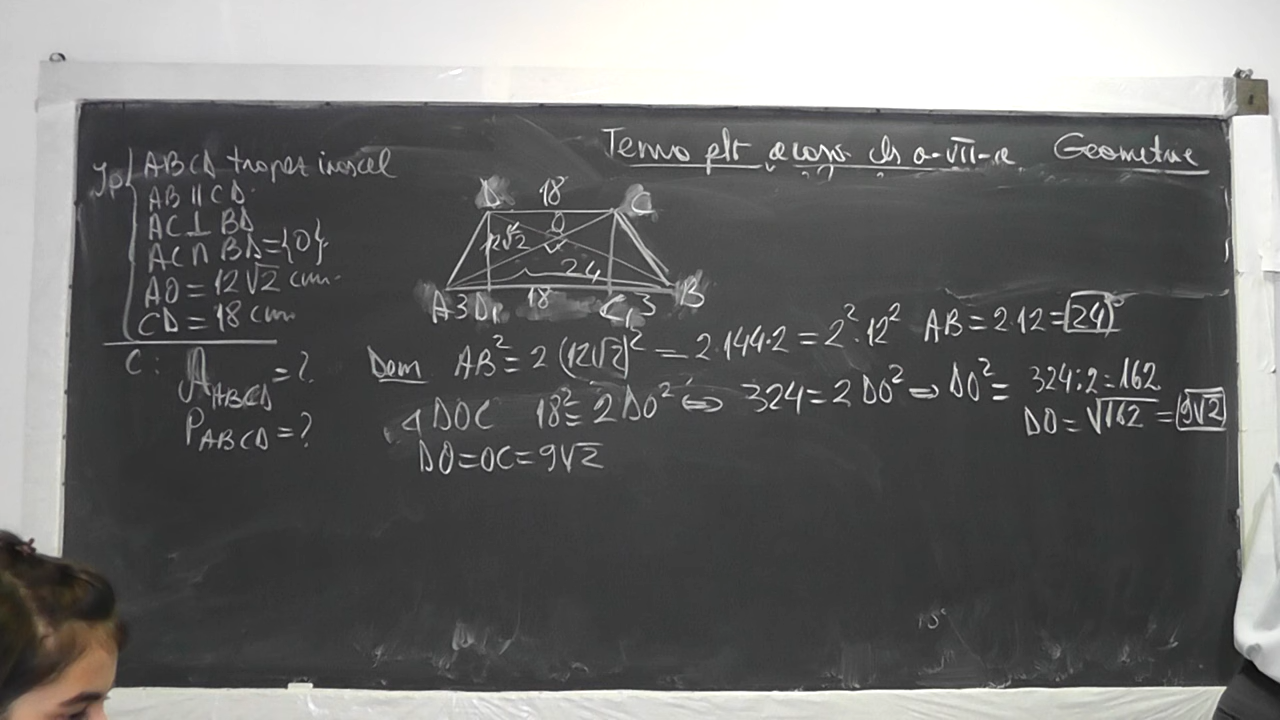 Temo pt acasă cls a-VII-a Geometrie
Ip ABCD trapez isoscel
AB ∥ CD
AC ⊥ BD
AC ∩ BD = {O}
AO = 12√2 cm
CD = 18 cm
C: A_ABCD = ?
P_ABCD = ?
D 18 C
O
12√2
24
A 3 D₁ 18 C₁ 3 B
Dem AB² = 2(12√2)² = 2·144·2 = 2²·12² AB = 2·12 = 24
△DOC 18² = 2DO² ⇔ 324 = 2DO² ⇒ DO² = 324:2 = 162
DO = √162 = 9√2
DO = OC = 9√2